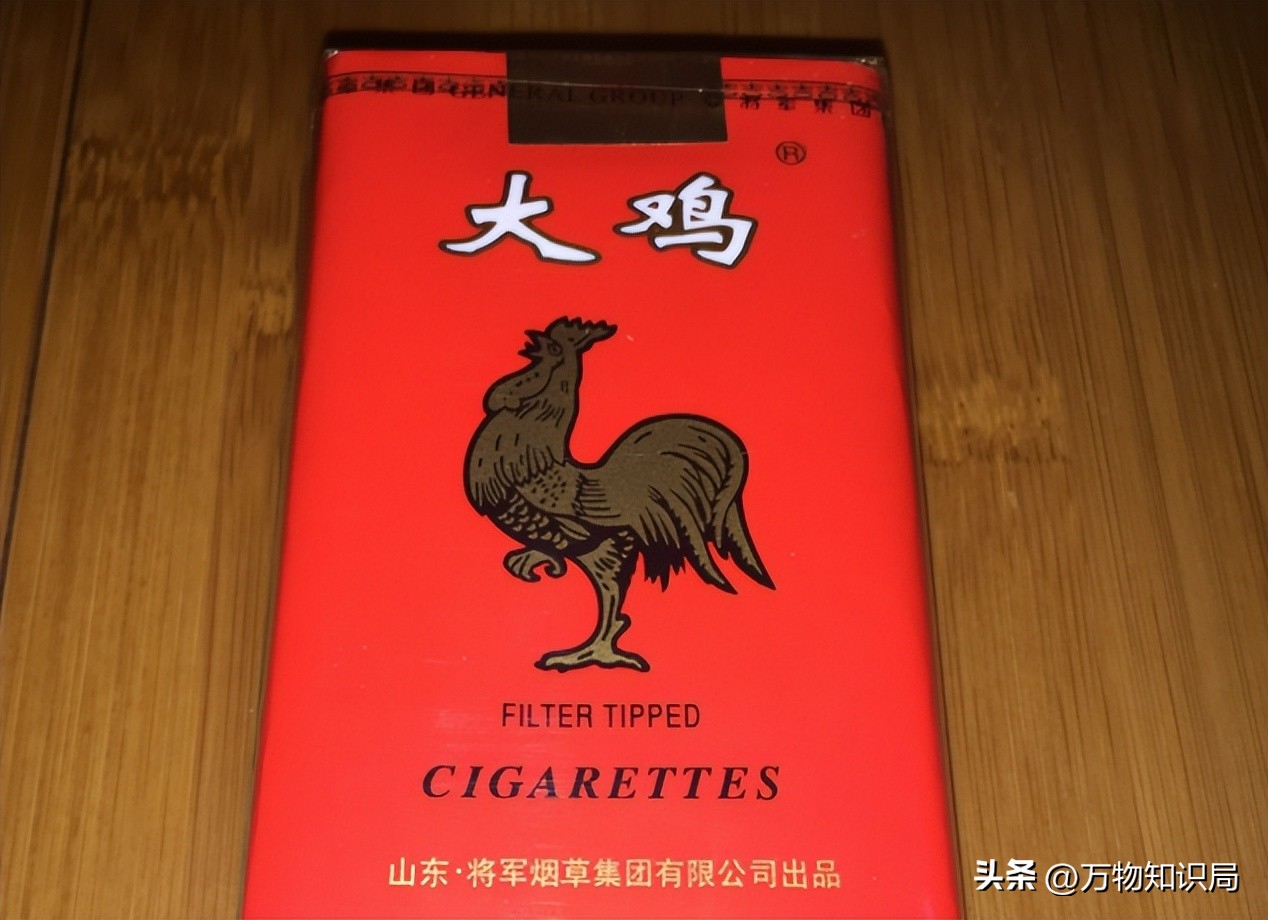 GENERAL GROUP © 将军集团
®
大鸡
FILTER TIPPED
CIGARETTES
山东·将军烟草集团有限公司出品
头条 @万物知识局